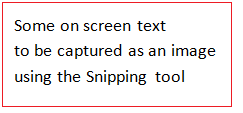 Some on screen text
to be captured as an image
using the Snipping tool